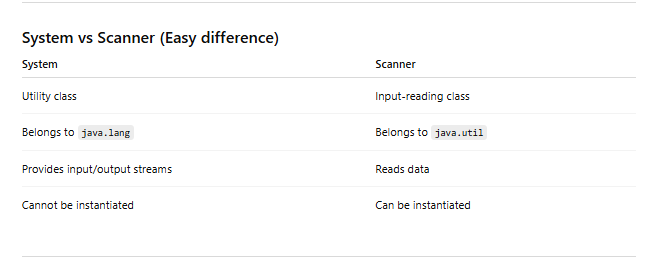 System vs Scanner (Easy difference)
System Scanner
Utility class Input-reading class
Belongs to java.lang Belongs to java.util
Provides input/output streams Reads data
Cannot be instantiated Can be instantiated